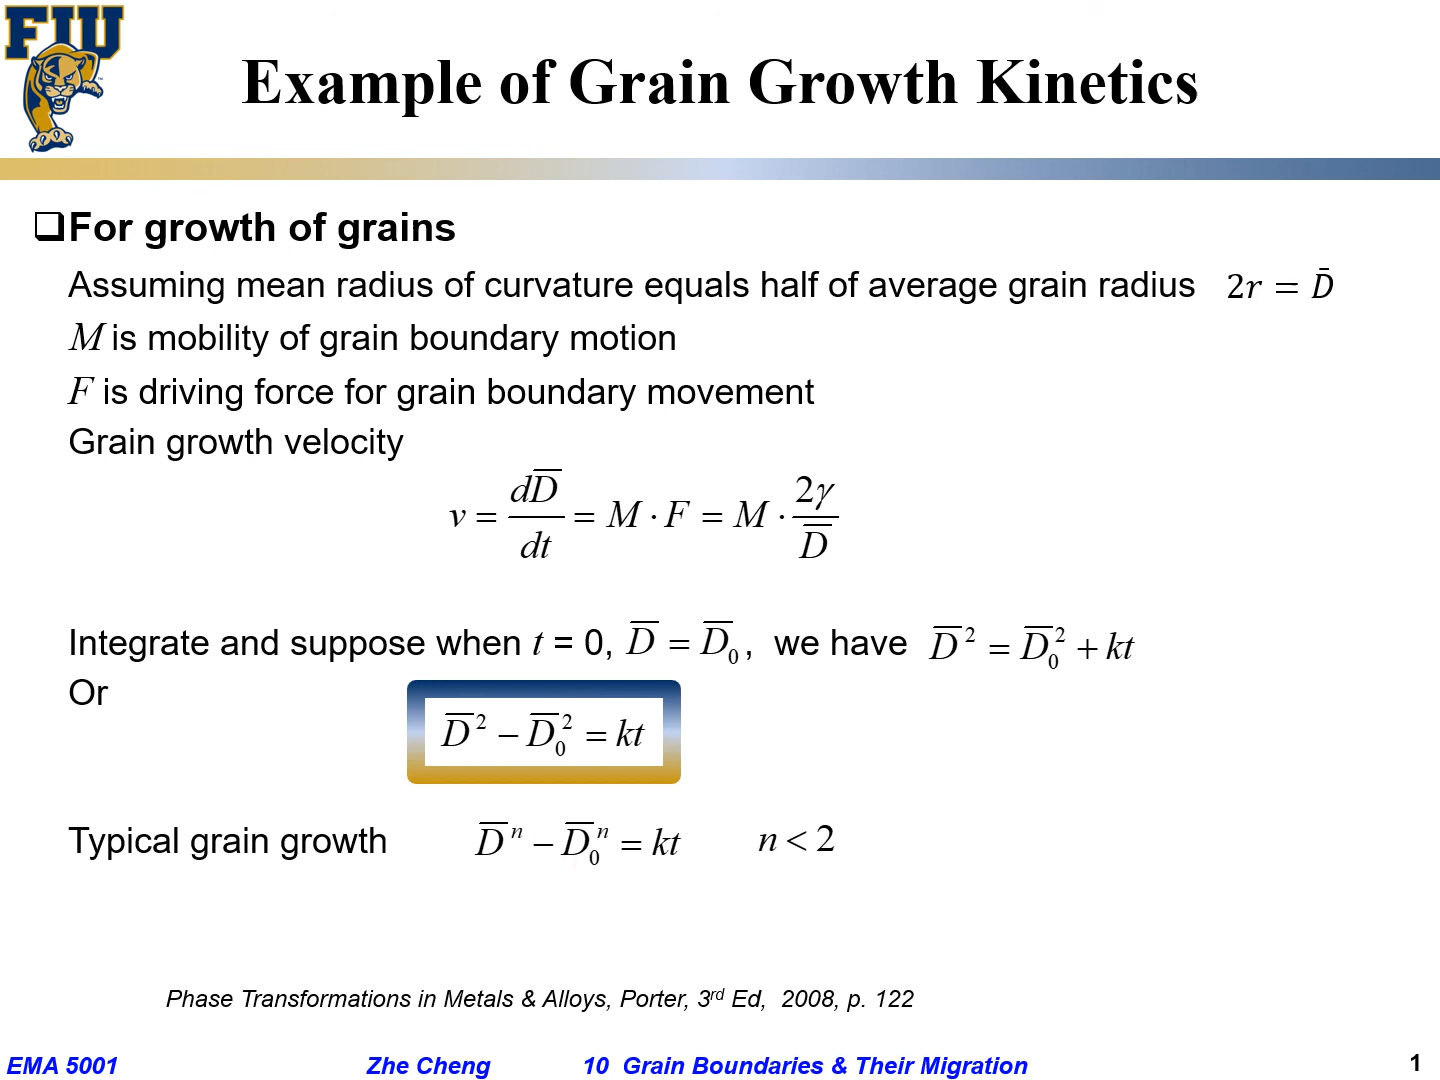 FIU
Example of Grain Growth Kinetics
❑For growth of grains
Assuming mean radius of curvature equals half of average grain radius 2r = D̄
M is mobility of grain boundary motion
F is driving force for grain boundary movement
Grain growth velocity
v = dD̄/dt = M · F = M · 2γ/D̄
Integrate and suppose when t = 0, D̄ = D̄₀ , we have D̄² = D̄₀² + kt
Or
D̄² − D̄₀² = kt
Typical grain growth D̄ⁿ − D̄₀ⁿ = kt n < 2
Phase Transformations in Metals & Alloys, Porter, 3rd Ed, 2008, p. 122
EMA 5001 Zhe Cheng 10 Grain Boundaries & Their Migration 1